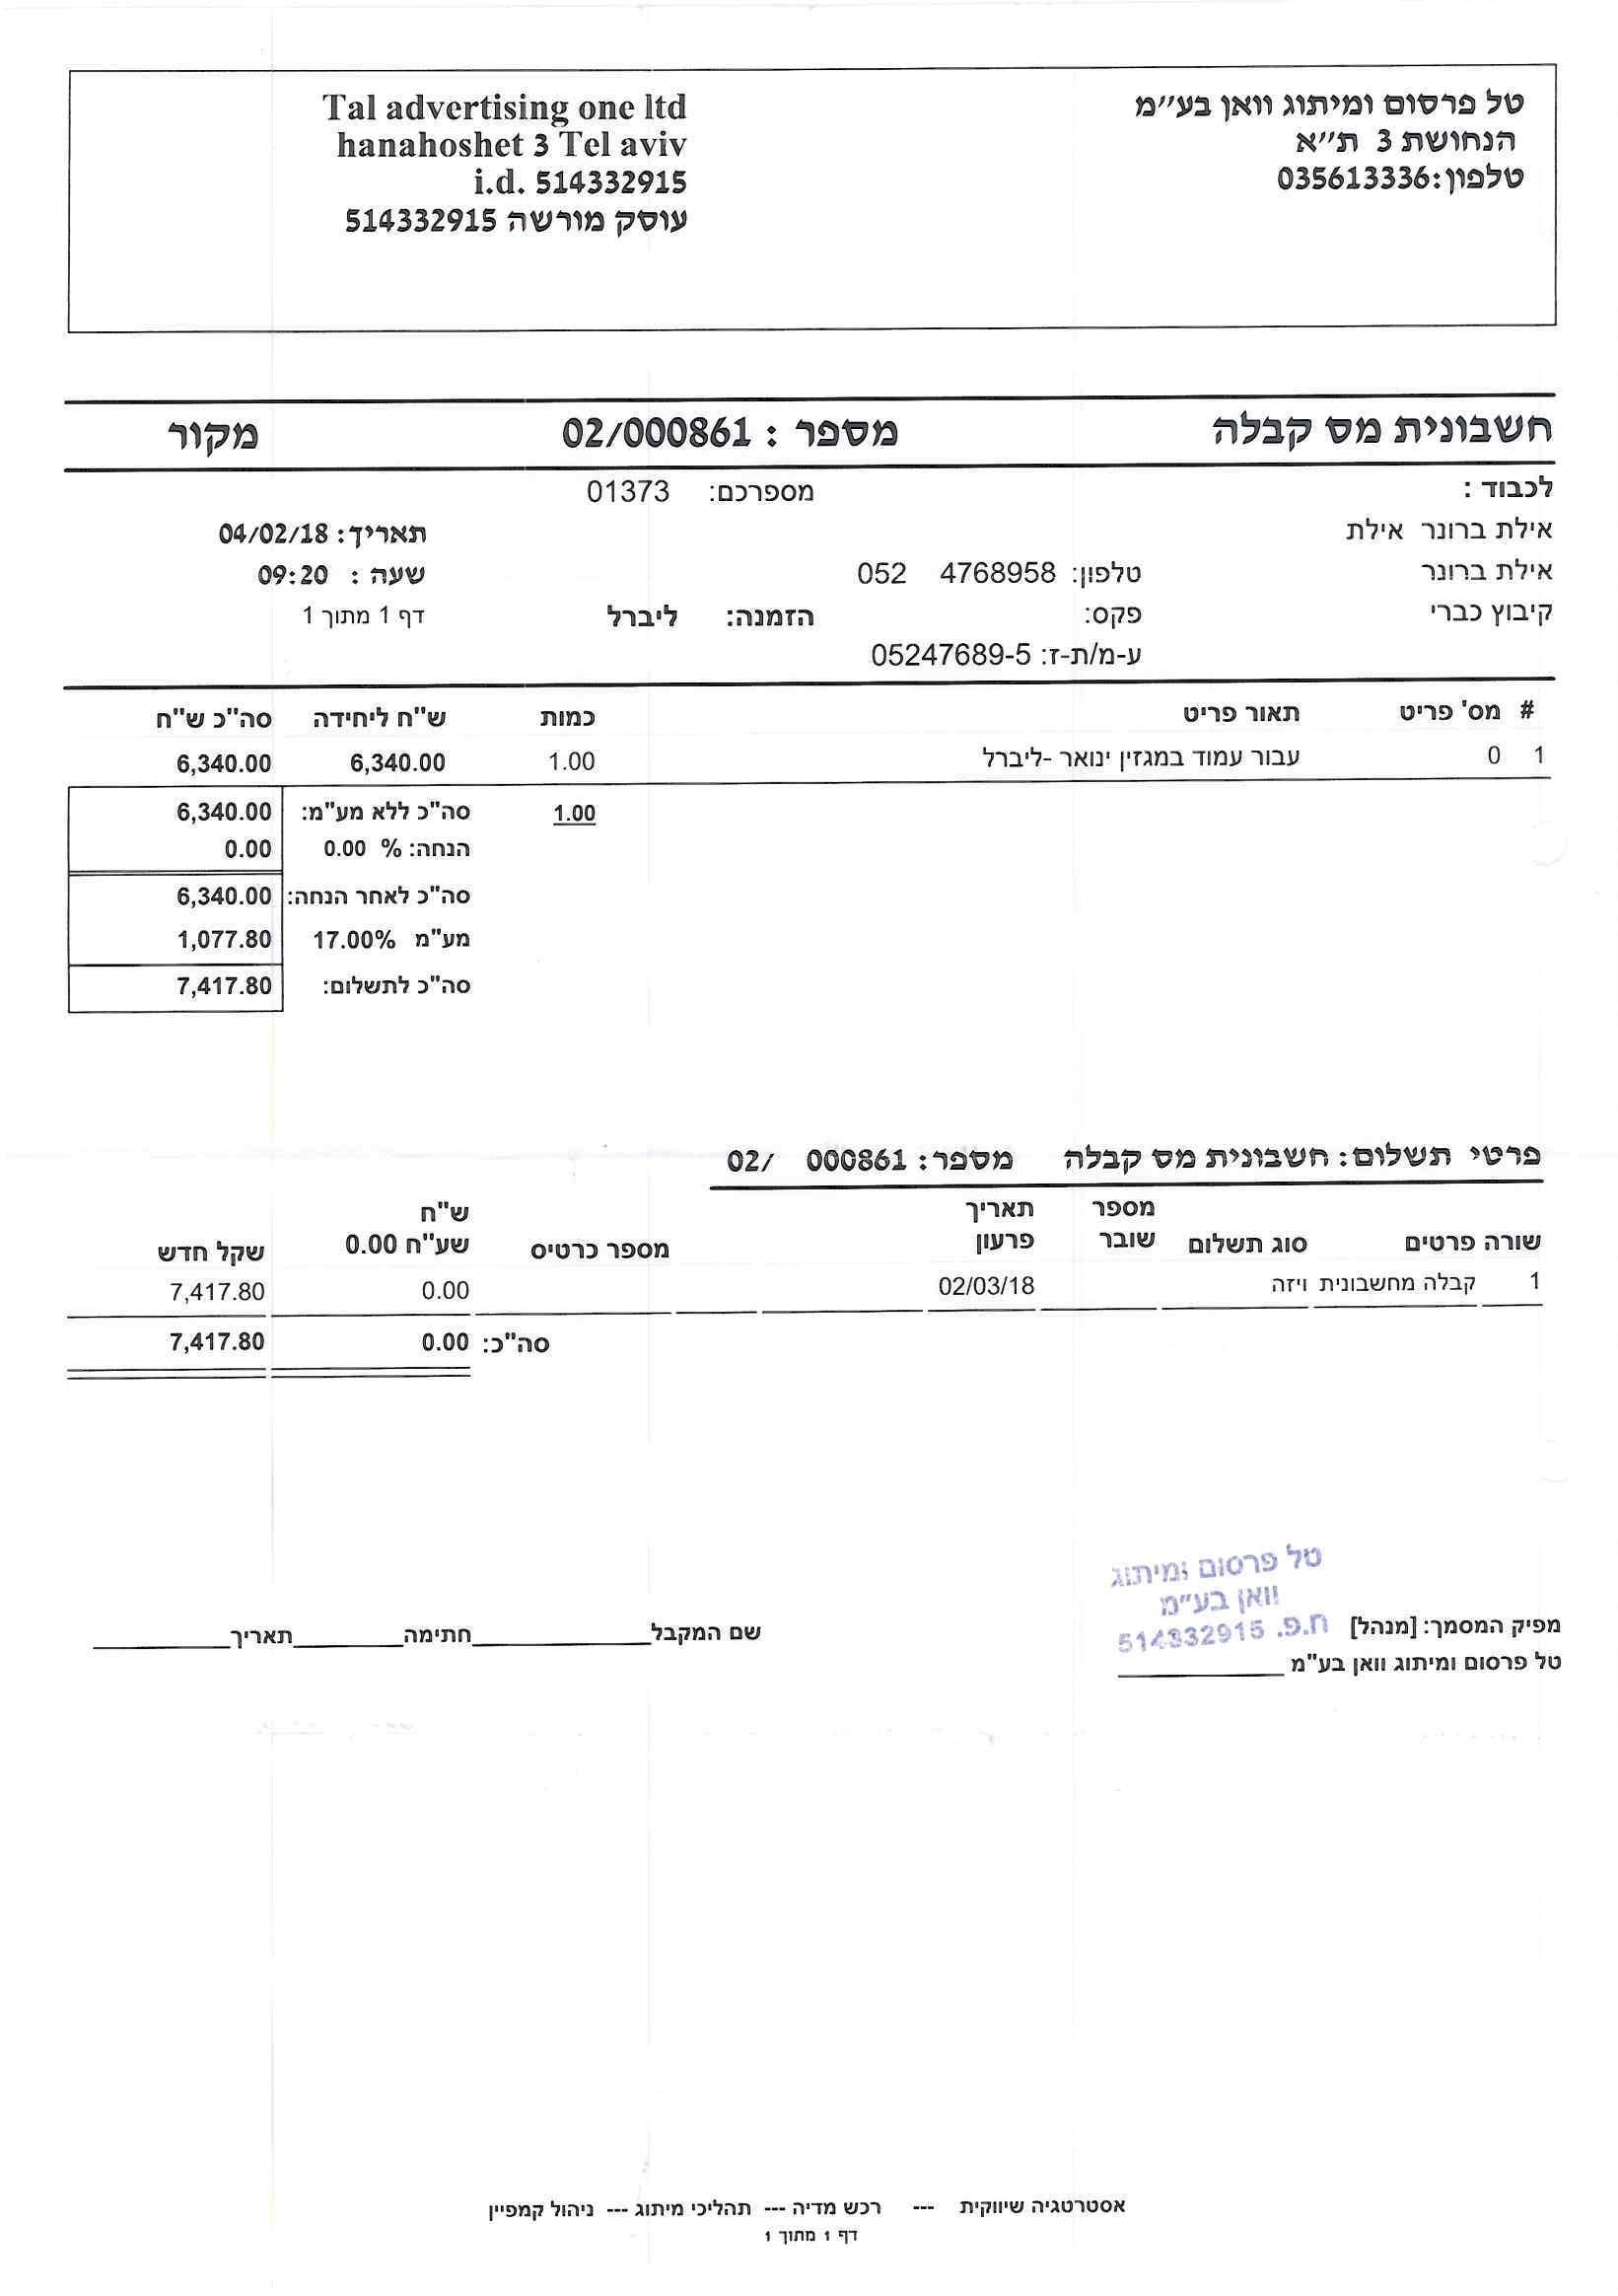 טל פרסום ומיתוג וואן בע״מ
הנחושת 3 ת״א
טלפון:035613336
Tal advertising one ltd
hanahoshet 3 Tel aviv
i.d. 514332915
עוסק מורשה 514332915
חשבונית מס קבלה מספר : 02/000861 מקור
לכבוד : מספרכם: 01373
אילת ברונר אילת תאריך: 04/02/18
אילת ברונר טלפון: 052 4768958 שעה : 09:20
קיבוץ כברי פקס: הזמנה: ליברל דף 1 מתוך 1
ע-מ/ת-ז: 05247689-5
# מס' פריט תאור פריט כמות ש"ח ליחידה סה"כ ש"ח
1 0 עבור עמוד במגזין ינואר -ליברל 1.00 6,340.00 6,340.00
1.00 סה"כ ללא מע"מ: 6,340.00
הנחה: % 0.00 0.00
סה"כ לאחר הנחה: 6,340.00
מע"מ 17.00% 1,077.80
סה"כ לתשלום: 7,417.80
פרטי תשלום: חשבונית מס קבלה מספר: 000861 /02
מספר תאריך ש"ח
שורה פרטים סוג תשלום שובר פרעון מספר כרטיס שע"ח 0.00 שקל חדש
1 קבלה מחשבונית ויזה 02/03/18 0.00 7,417.80
סה"כ: 0.00 7,417.80
טל פרסום ומיתוג
וואן בע״מ
ח.פ. 514332915
מפיק המסמך: [מנהל] שם המקבל____________חתימה________תאריך__________
טל פרסום ומיתוג וואן בע"מ ____________
אסטרטגיה שיווקית --- רכש מדיה --- תהליכי מיתוג --- ניהול קמפיין
דף 1 מתוך 1